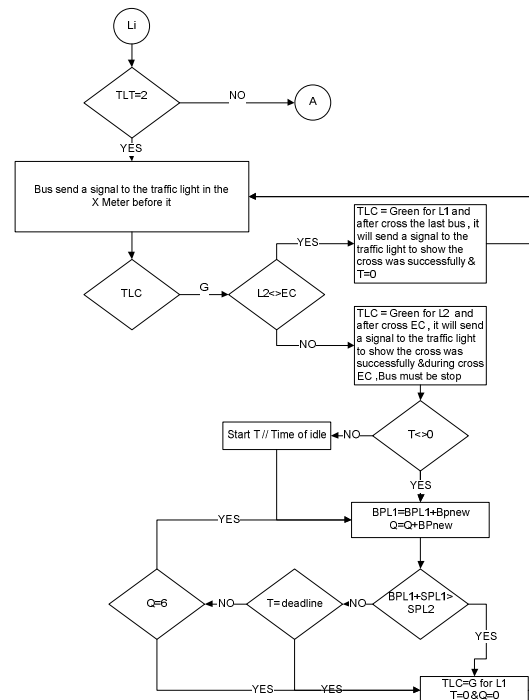 Li
TLT=2
NO
A
YES
Bus send a signal to the traffic light in the
X Meter before it
TLC = Green for L1 and
after cross the last bus, it
will send a signal to the
traffic light to show the
cross was successfully &
T=0
YES
TLC
G
L2<>EC
NO
TLC = Green for L2 and
after cross EC, it will send
a signal to the traffic light
to show the cross was
successfully &during cross
EC ,Bus must be stop
Start T // Time of idle
NO
T<>0
YES
BPL1=BPL1+Bpnew
Q=Q+BPnew
YES
Q=6
NO
T=deadline
NO
BPL1+SPL1>
SPL2
YES
YES
YES
TLC=G for L1
T=0&Q=0